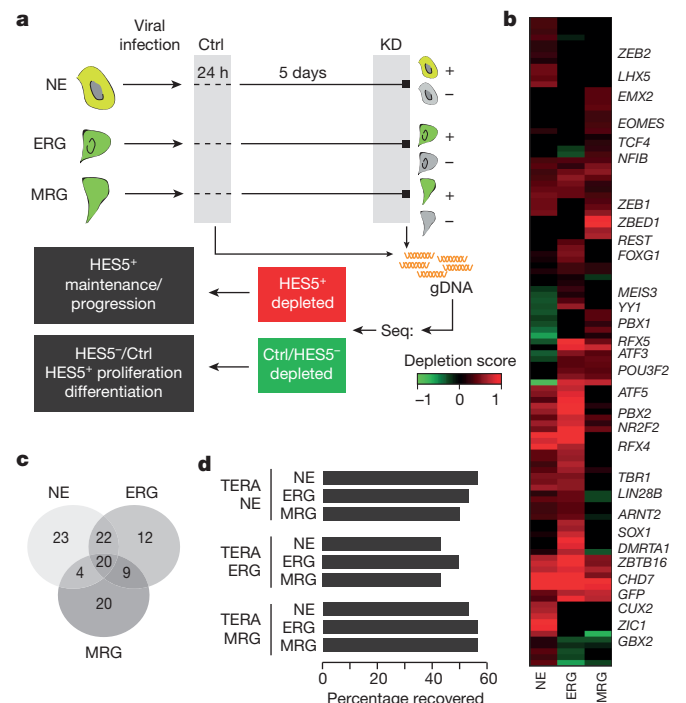 a
Viral
infection
Ctrl
KD
24 h
5 days
NE
+
−
ERG
+
−
MRG
+
−
gDNA
HES5+
maintenance/
progression
HES5+
depleted
Seq:
HES5−/Ctrl
HES5+ proliferation
differentiation
Ctrl/HES5−
depleted
Depletion score
−1 0 1
b
ZEB2
LHX5
EMX2
EOMES
TCF4
NFIB
ZEB1
ZBED1
REST
FOXG1
MEIS3
YY1
PBX1
RFX5
ATF3
POU3F2
ATF5
PBX2
NR2F2
RFX4
TBR1
LIN28B
ARNT2
SOX1
DMRTA1
ZBTB16
CHD7
GFP
CUX2
ZIC1
GBX2
NE ERG MRG
c
NE ERG
23 22 12
20
4 9
20
MRG
d
TERA
NE
NE
ERG
MRG
TERA
ERG
NE
ERG
MRG
TERA
MRG
NE
ERG
MRG
0 20 40 60
Percentage recovered